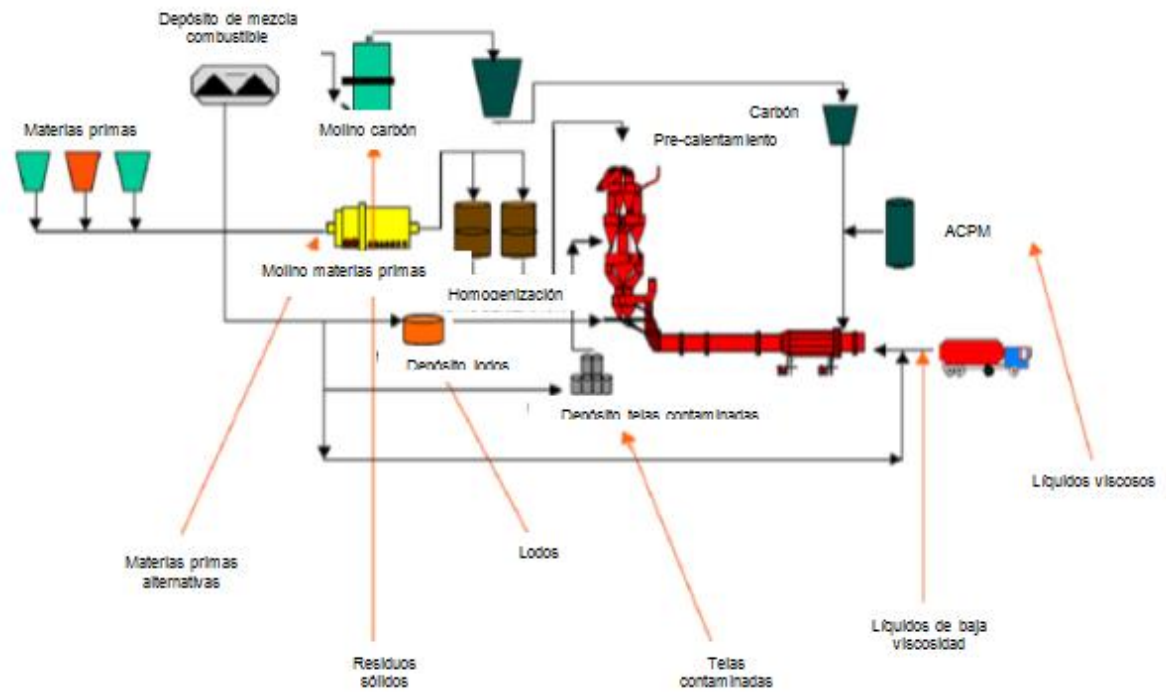 Depósito de mezcla
combustible
Materias primas
Molino carbón
Carbón
Pre-calentamiento
ACPM
Molino materias primas
Homogenización
Depósito lodos
Depósito telas contaminadas
Líquidos viscosos
Materias primas
alternativas
Lodos
Líquidos de baja
viscosidad
Residuos
sólidos
Telas
contaminadas